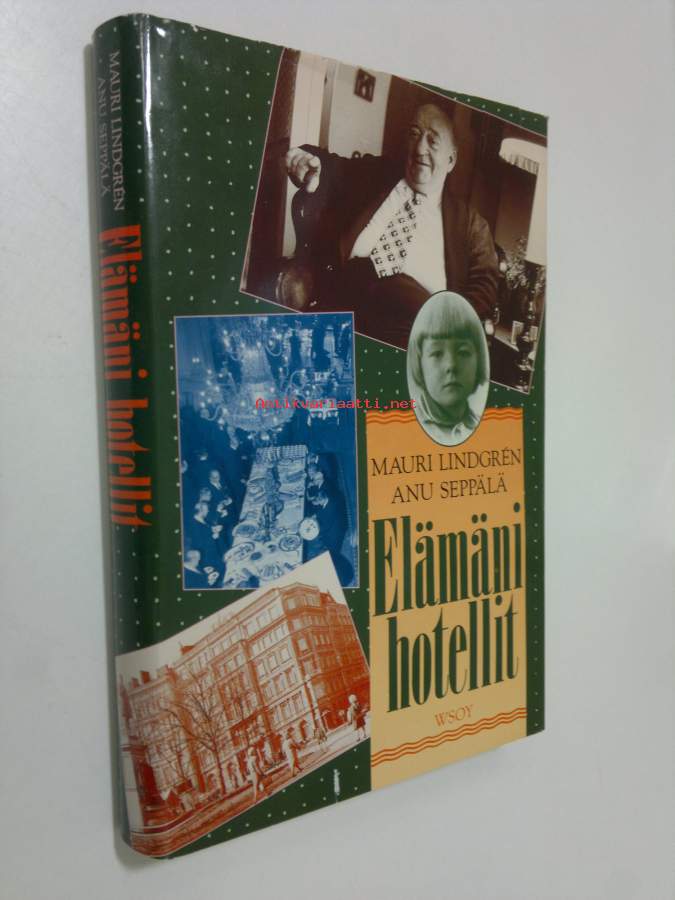 MAURI LINDGRÉN
ANU SEPPÄLÄ
Elämäni hotellit
Antikvariaatti.net
MAURI LINDGRÉN
ANU SEPPÄLÄ
Elämäni
hotellit
WSOY